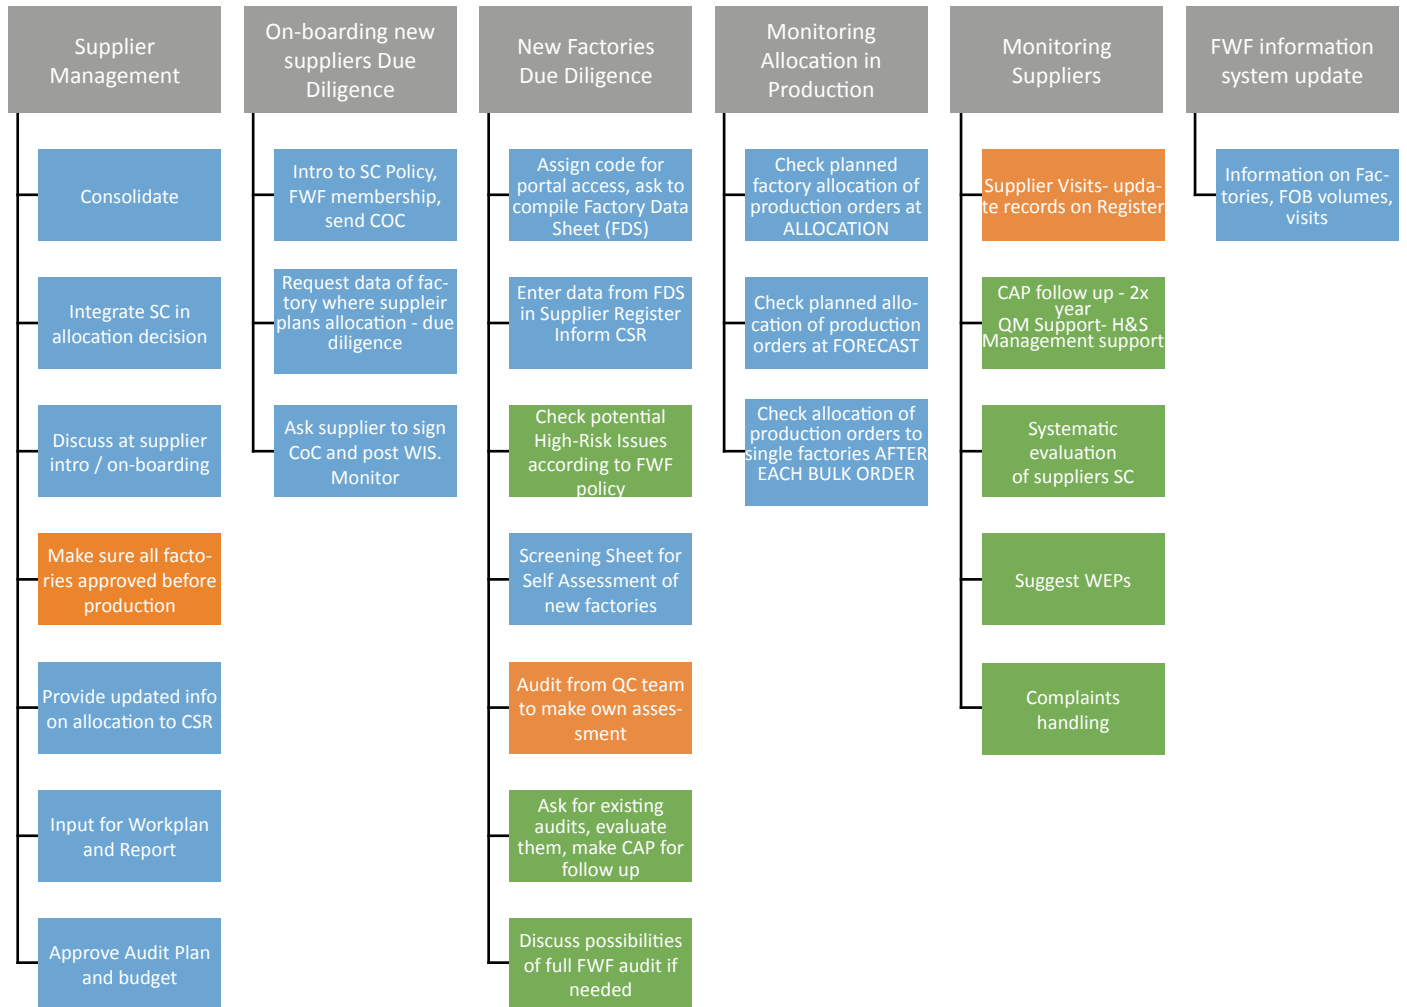 Supplier
Management
Consolidate
Integrate SC in
allocation decision
Discuss at supplier
intro / on-boarding
Make sure all facto-
ries approved before
production
Provide updated info
on allocation to CSR
Input for Workplan
and Report
Approve Audit Plan
and budget
On-boarding new
suppliers Due
Diligence
Intro to SC Policy,
FWF membership,
send COC
Request data of fac-
tory where suppleir
plans allocation - due
diligence
Ask supplier to sign
CoC and post WIS.
Monitor
New Factories
Due Diligence
Assign code for
portal access, ask to
compile Factory Data
Sheet (FDS)
Enter data from FDS
in Supplier Register
Inform CSR
Check potential
High-Risk Issues
according to FWF
policy
Screening Sheet for
Self Assessment of
new factories
Audit from QC team
to make own asses-
sment
Ask for existing
audits, evaluate
them, make CAP for
follow up
Discuss possibilities
of full FWF audit if
needed
Monitoring
Allocation in
Production
Check planned
factory allocation of
production orders at
ALLOCATION
Check planned allo-
cation of production
orders at FORECAST
Check allocation of
production orders to
single factories AFTER
EACH BULK ORDER
Monitoring
Suppliers
Supplier Visits- upda-
te records on Register
CAP follow up - 2x
year
QM Support- H&S
Management support
Systematic
evaluation
of suppliers SC
Suggest WEPs
Complaints
handling
FWF information
system update
Information on Fac-
tories, FOB volumes,
visits